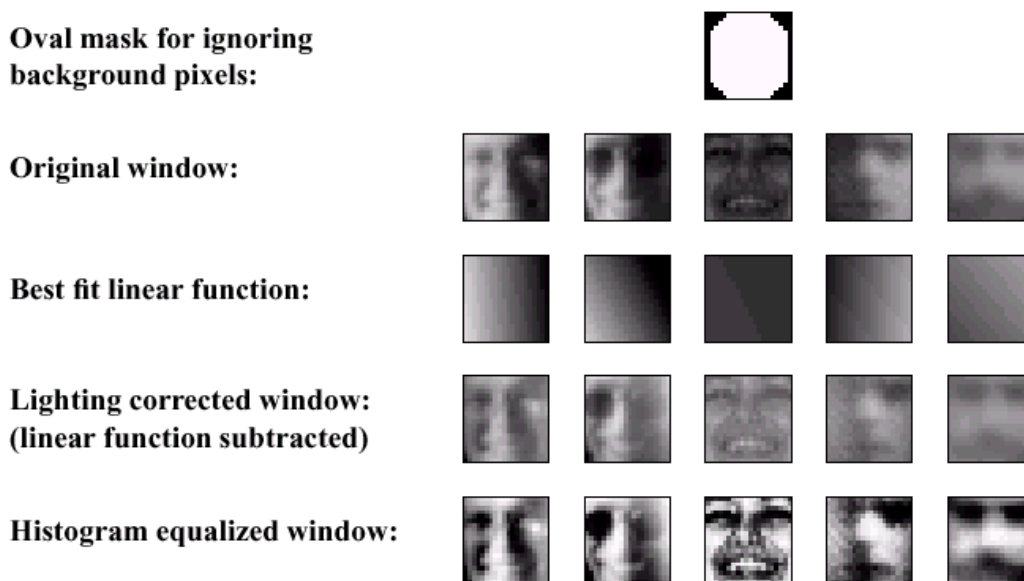 Oval mask for ignoring
background pixels:
Original window:
Best fit linear function:
Lighting corrected window:
(linear function subtracted)
Histogram equalized window: